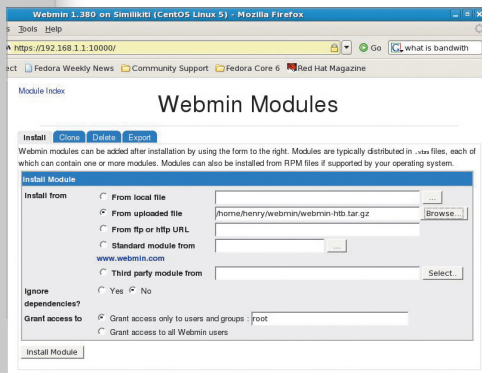 Webmin 1.380 on Similikiti (CentOS Linux 5) - Mozilla Firefox
Tools Help
https://192.168.1.1:10000/ Go what is bandwith
ect Fedora Weekly News Community Support Fedora Core 6 Red Hat Magazine
Module Index
Webmin Modules
Install Clone Delete Export
Webmin modules can be added after installation by using the form to the right. Modules are typically distributed in .wbm files, each of
which can contain one or more modules. Modules can also be installed from RPM files if supported by your operating system.
Install Module
Install from From local file ...
From uploaded file /home/henry/webmin/webmin-htb.tar.gz Browse...
From ftp or http URL
Standard module from ...
www.webmin.com
Third party module from Select..
Ignore Yes No
dependencies?
Grant access to Grant access only to users and groups : root
Grant access to all Webmin users
Install Module